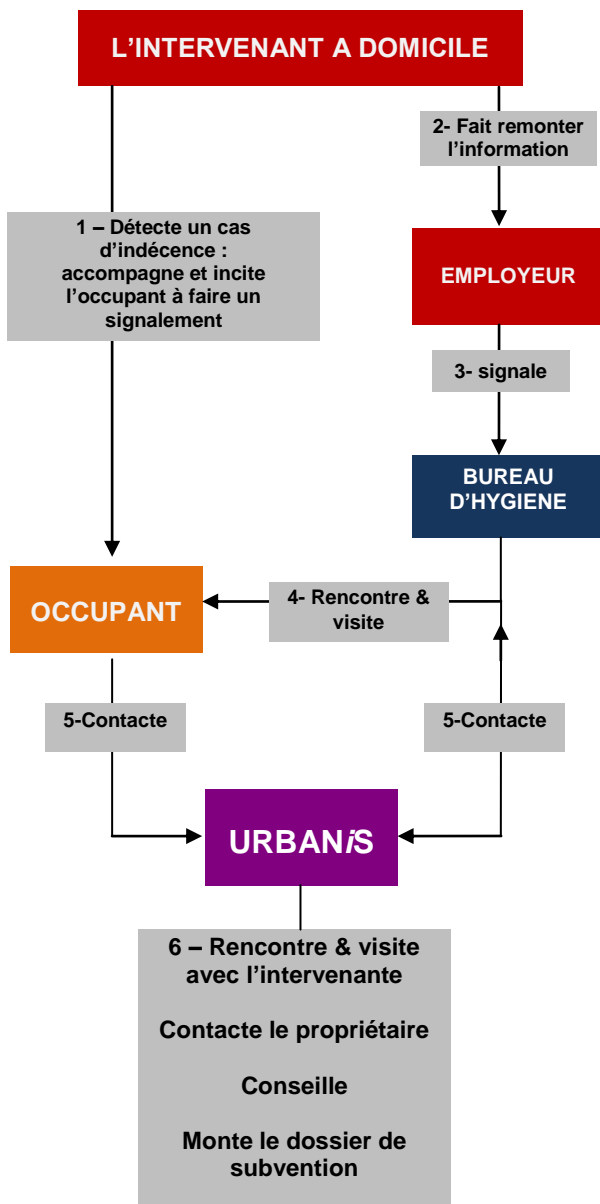 L'INTERVENANT A DOMICILE
2- Fait remonter
l'information
1 – Détecte un cas
d'indécence :
accompagne et incite
l'occupant à faire un
signalement
EMPLOYEUR
3- signale
BUREAU
D'HYGIENE
4- Rencontre &
visite
OCCUPANT
5-Contacte
5-Contacte
URBANiS
6 – Rencontre & visite
avec l'intervenante
Contacte le propriétaire
Conseille
Monte le dossier de
subvention